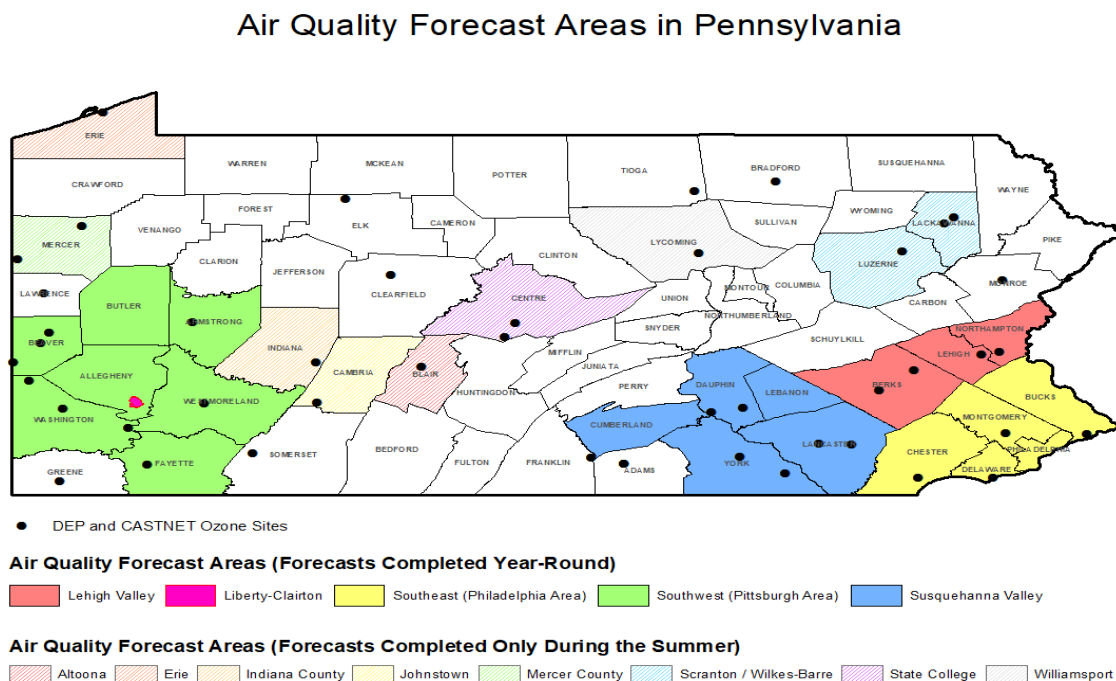 Air Quality Forecast Areas in Pennsylvania
ERIE
CRAWFORD
WARREN
MCKEAN
POTTER
TIOGA
BRADFORD
SUSQUEHANNA
WAYNE
MERCER
VENANGO
FOREST
ELK
CAMERON
LYCOMING
SULLIVAN
WYOMING
LACKAWANNA
PIKE
CLARION
JEFFERSON
CLEARFIELD
CLINTON
CENTRE
UNION
MONTOUR
COLUMBIA
LUZERNE
MONROE
LAWRENCE
BUTLER
ARMSTRONG
SNYDER
NORTHUMBERLAND
CARBON
BEAVER
INDIANA
CAMBRIA
BLAIR
MIFFLIN
JUNIATA
SCHUYLKILL
NORTHAMPTON
LEHIGH
ALLEGHENY
WESTMORELAND
HUNTINGDON
PERRY
DAUPHIN
LEBANON
BERKS
BUCKS
WASHINGTON
CUMBERLAND
LANCASTER
MONTGOMERY
PHILADELPHIA
GREENE
FAYETTE
SOMERSET
BEDFORD
FULTON
FRANKLIN
ADAMS
YORK
CHESTER
DELAWARE
DEP and CASTNET Ozone Sites
Air Quality Forecast Areas (Forecasts Completed Year-Round)
Lehigh Valley Liberty-Clairton Southeast (Philadelphia Area) Southwest (Pittsburgh Area) Susquehanna Valley
Air Quality Forecast Areas (Forecasts Completed Only During the Summer)
Altoona Erie Indiana County Johnstown Mercer County Scranton / Wilkes-Barre State College Williamsport